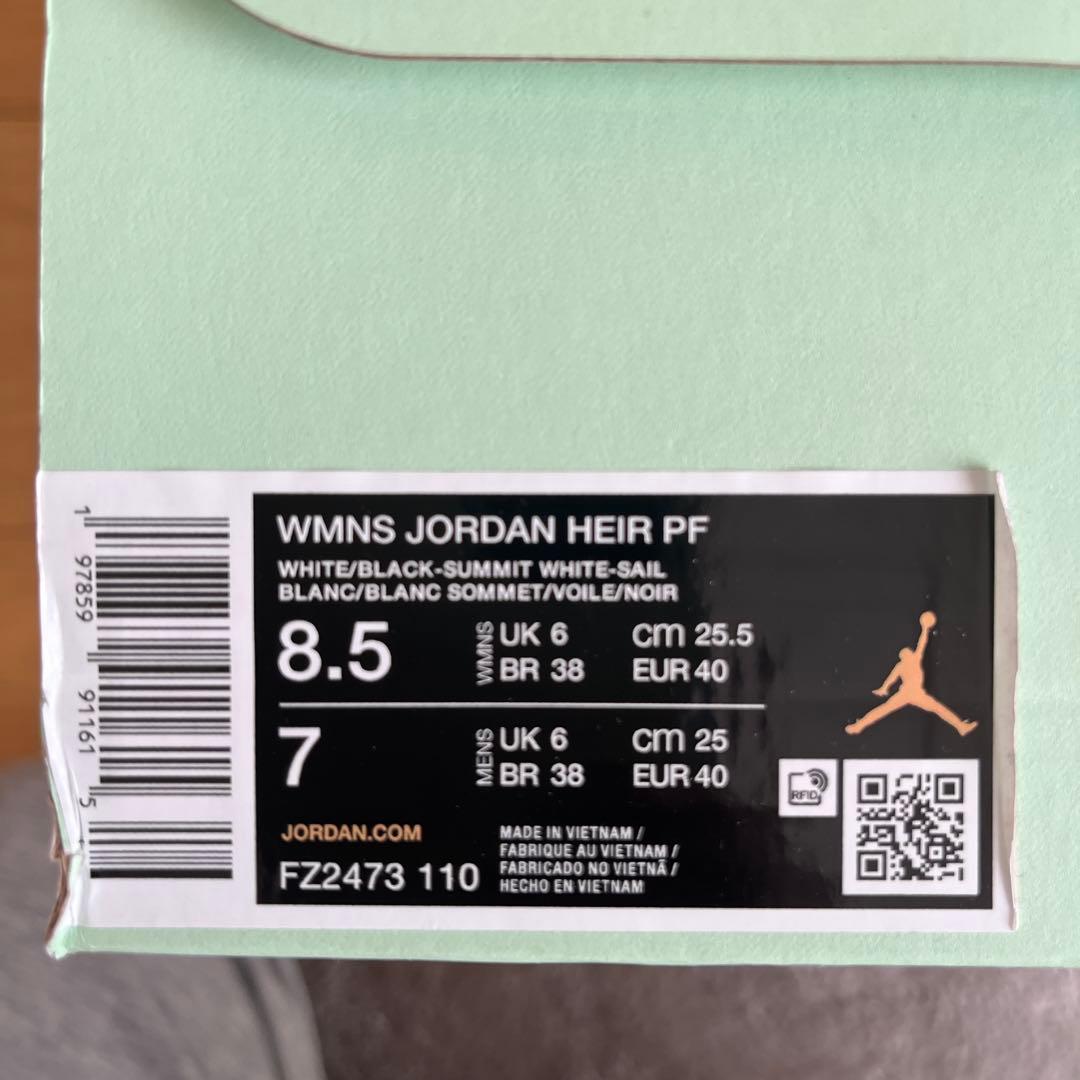 WMNS JORDAN HEIR PF
WHITE/BLACK-SUMMIT WHITE-SAIL
BLANC/BLANC SOMMET/VOILE/NOIR
8.5 WMNS UK 6 cm 25.5
BR 38 EUR 40
7 MENS UK 6 cm 25
BR 38 EUR 40
JORDAN.COM
FZ2473 110
MADE IN VIETNAM /
FABRIQUE AU VIETNAM /
FABRICADO NO VIETNÃ /
HECHO EN VIETNAM
RFID
1 97859 91161 5